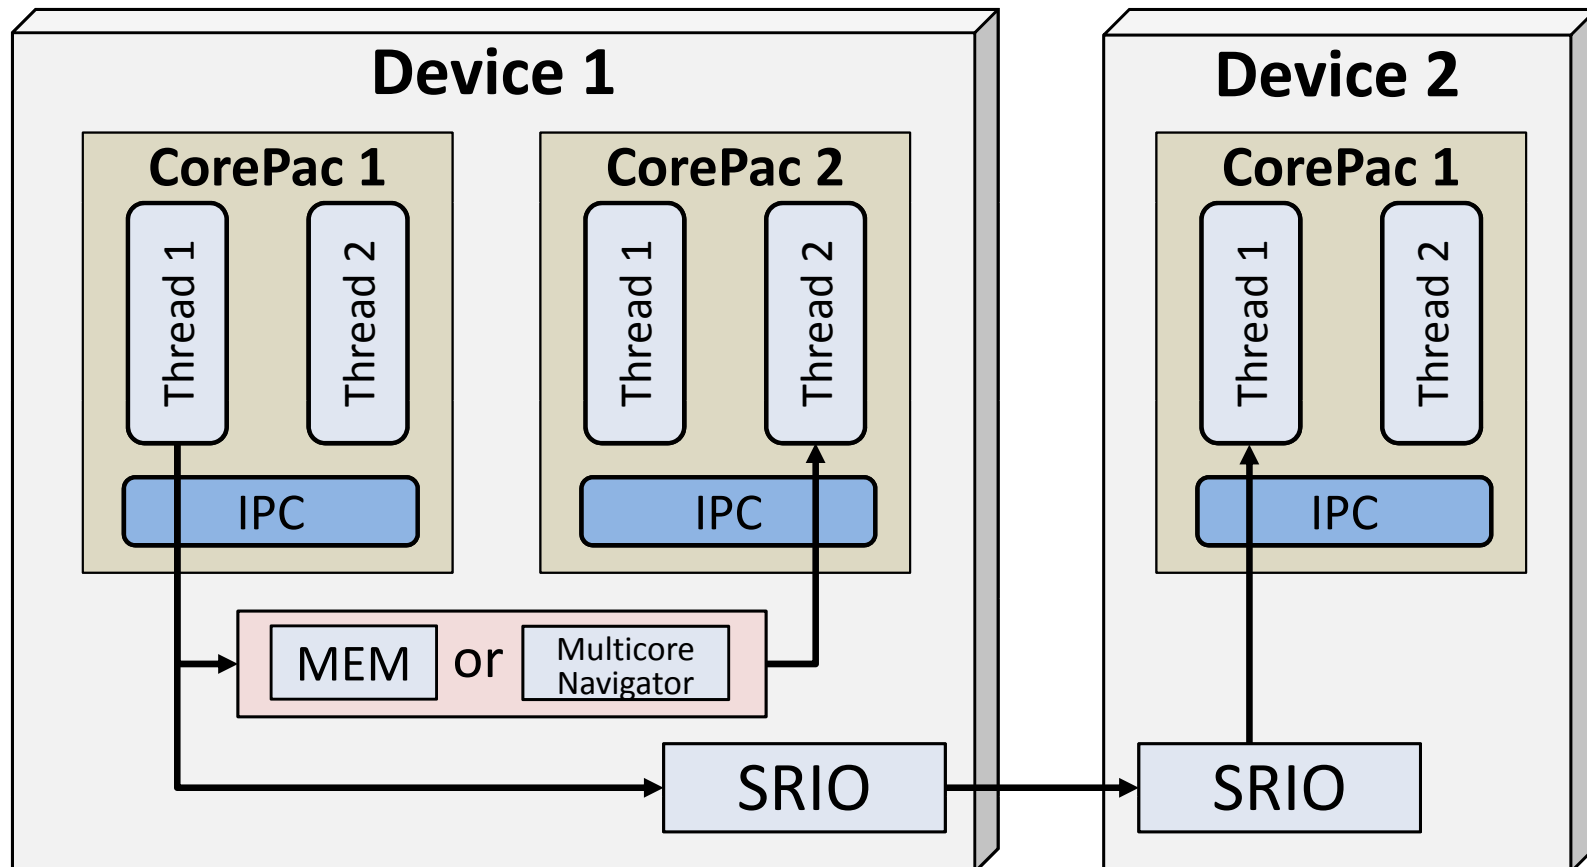 Device 1
CorePac 1
Thread 1
Thread 2
IPC
CorePac 2
Thread 1
Thread 2
IPC
MEM or Multicore
Navigator
SRIO
Device 2
CorePac 1
Thread 1
Thread 2
IPC
SRIO